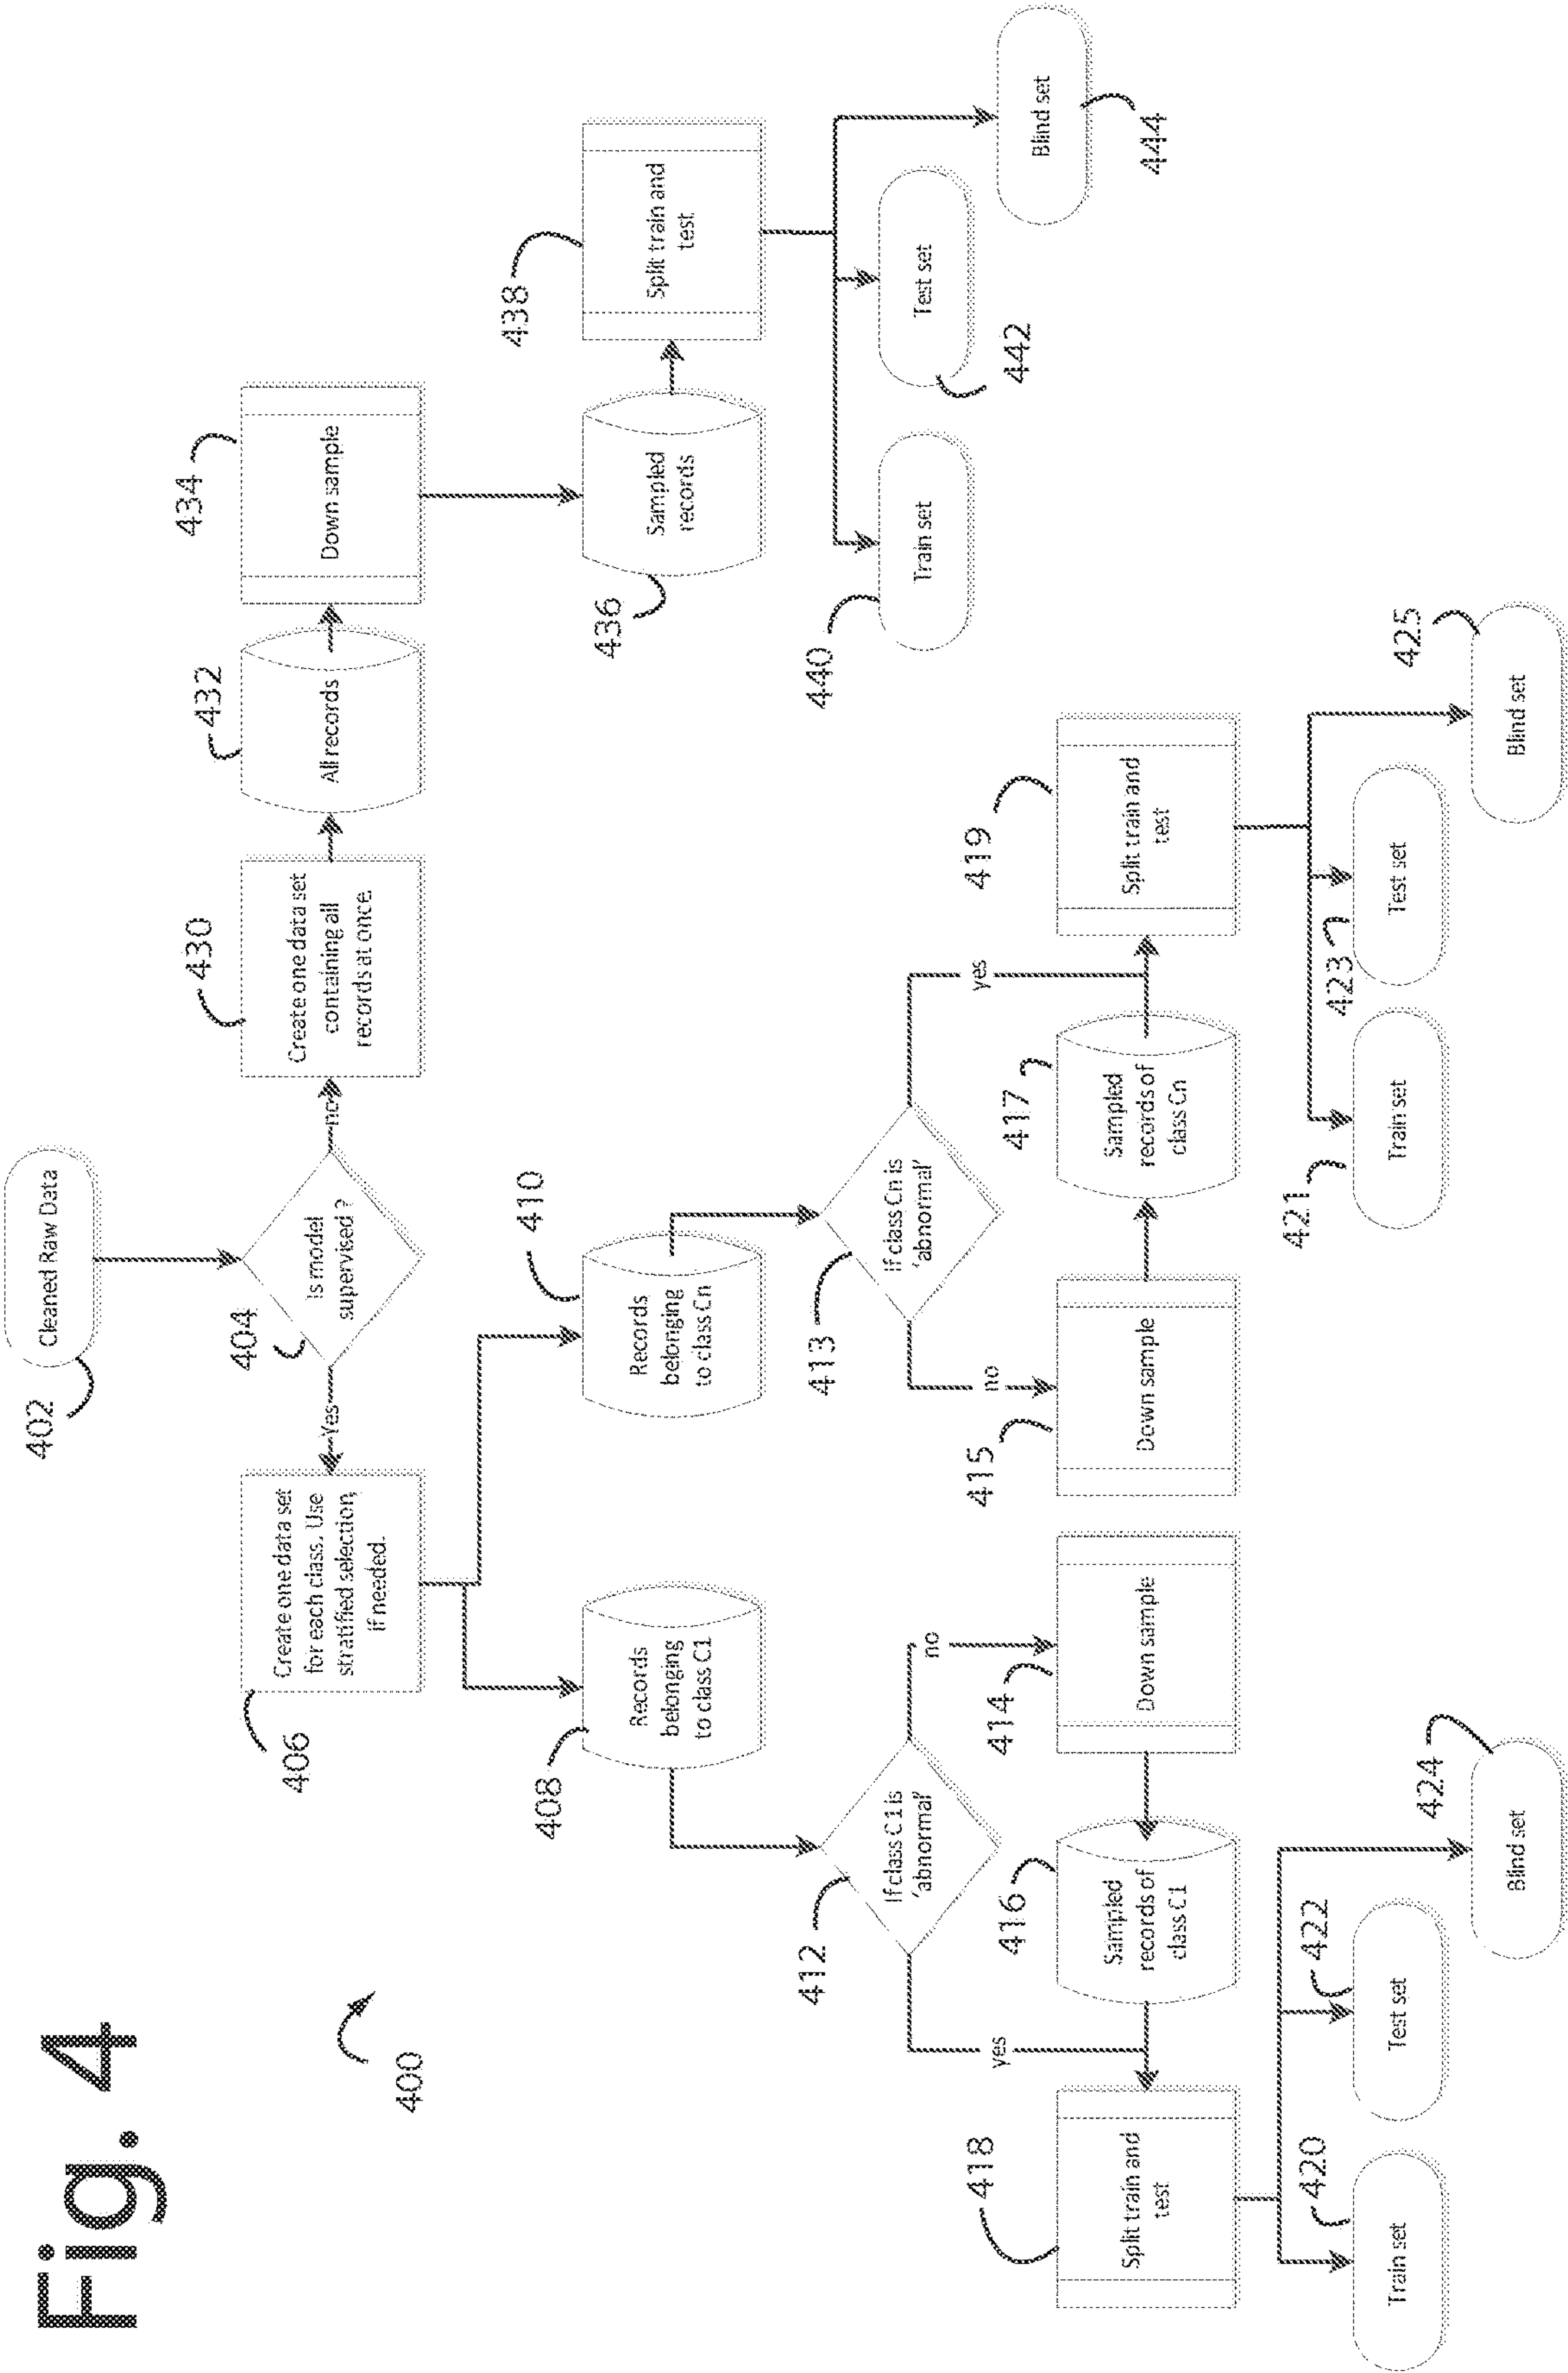 Fig. 4
400
402
Cleaned Raw Data
404
Is model
supervised ?
Yes
no
406
Create one data set
for each class. Use
stratified selection,
if needed.
430
Create one data set
containing all
records at once.
432
All records
434
Down sample
408
Records
belonging
to class C1
410
Records
belonging
to class Cn
436
Sampled
records
438
Split train and
test
412
If class C1 is
‘abnormal’
yes
no
413
If class Cn is
‘abnormal’
no
yes
440
Train set
442
Test set
444
Blind set
418
Split train and
test
416
Sampled
records of
class C1
414
Down sample
415
Down sample
417
Sampled
records of
class Cn
419
Split train and
test
420
Train set
422
Test set
424
Blind set
421
Train set
423
Test set
425
Blind set